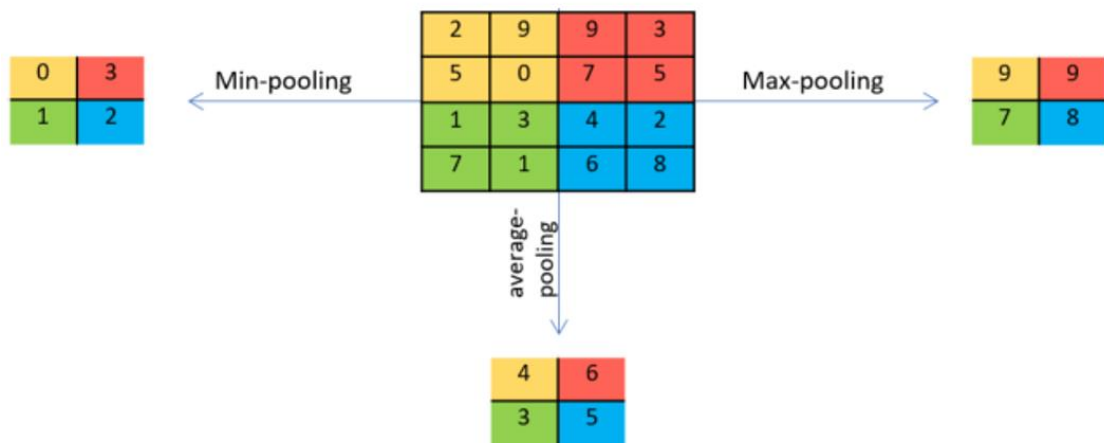 2 9 9 3
0 3
Min-pooling
5 0 7 5
Max-pooling
9 9
1 2
1 3 4 2
7 8
7 1 6 8
average-
pooling
4 6
3 5